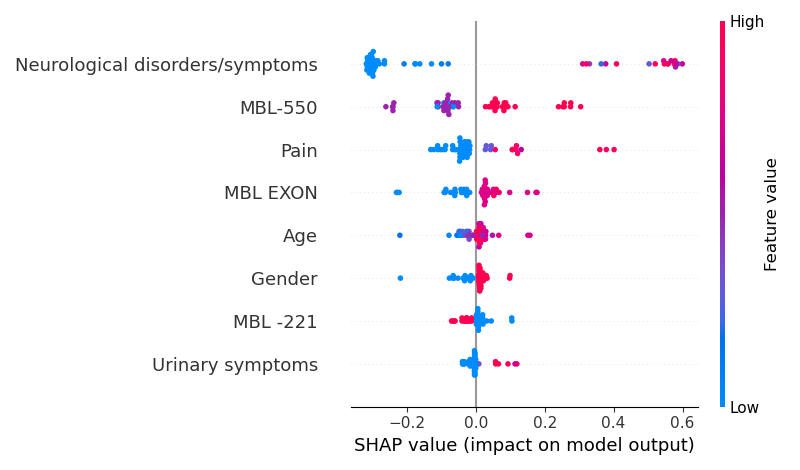 High
Neurological disorders/symptoms
MBL-550
Pain
MBL EXON
Age
Gender
MBL -221
Urinary symptoms
Feature value
Low
−0.2 0.0 0.2 0.4 0.6
SHAP value (impact on model output)